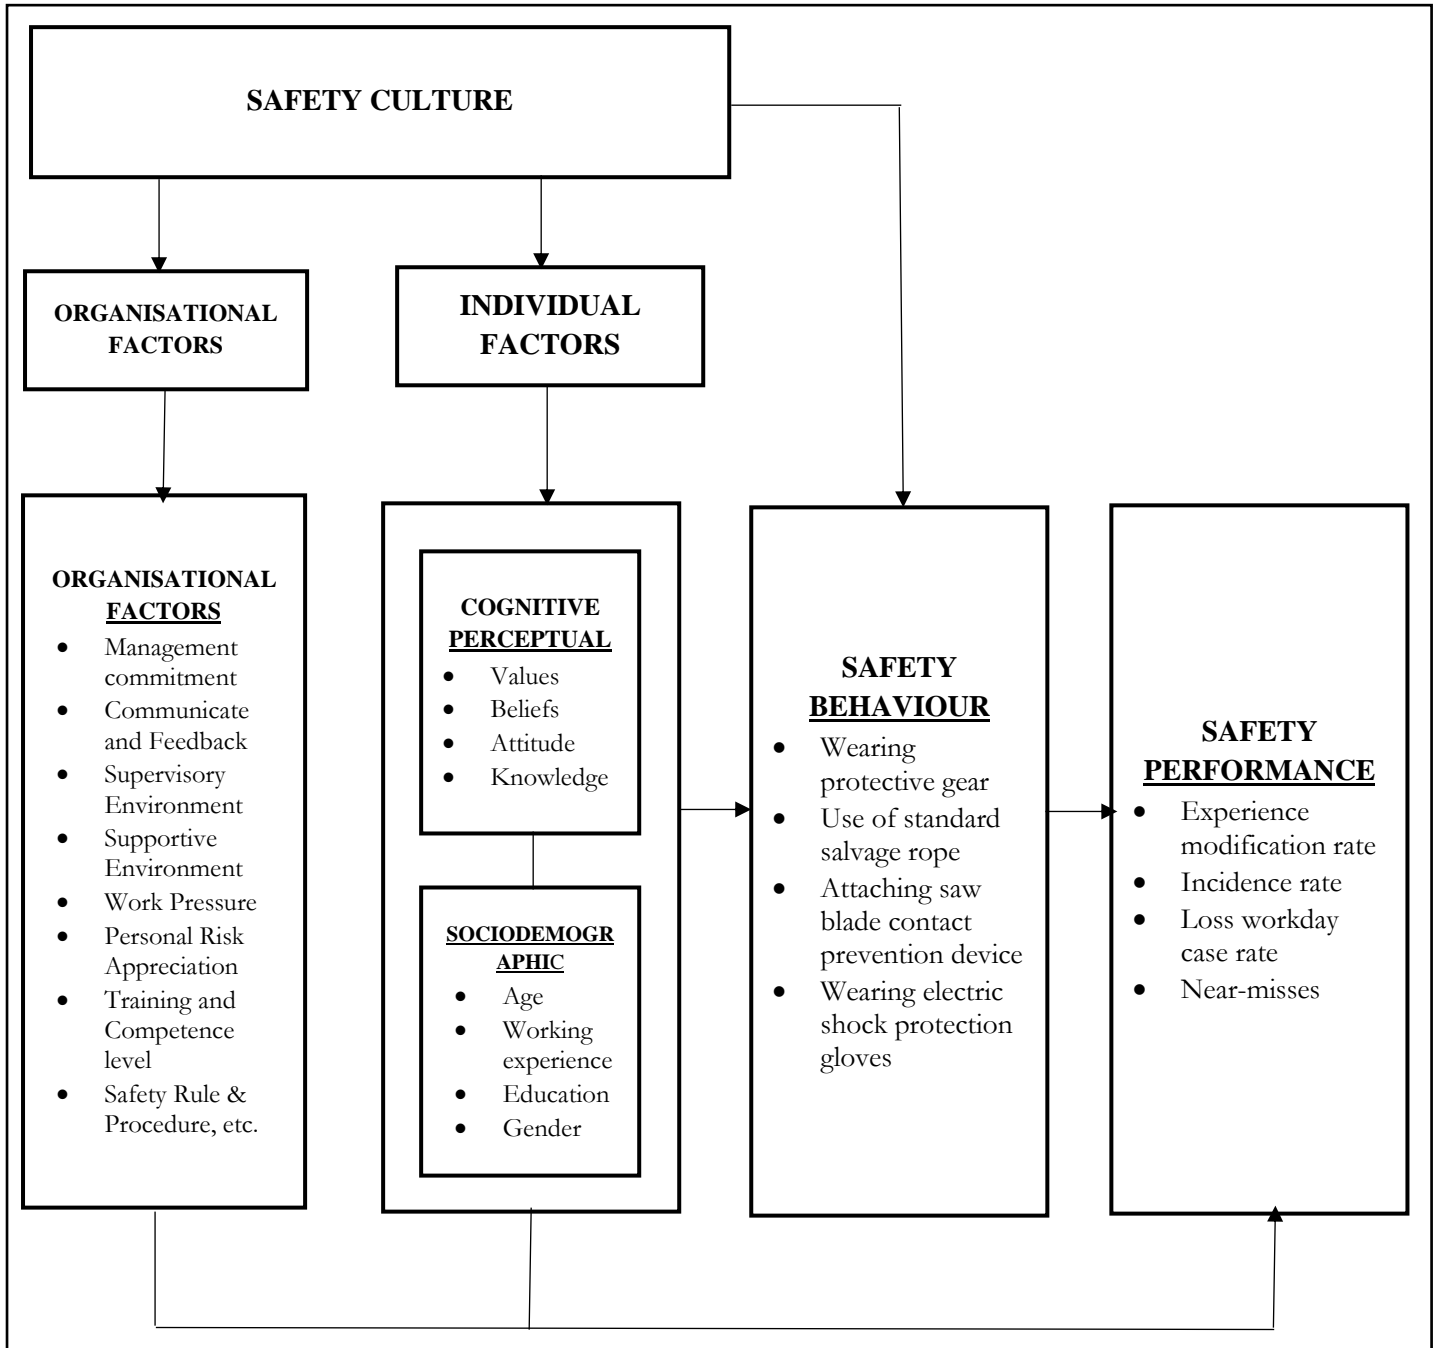 SAFETY CULTURE
ORGANISATIONAL
FACTORS
INDIVIDUAL
FACTORS
ORGANISATIONAL
FACTORS
• Management
commitment
• Communicate
and Feedback
• Supervisory
Environment
• Supportive
Environment
• Work Pressure
• Personal Risk
Appreciation
• Training and
Competence
level
• Safety Rule &
Procedure, etc.
COGNITIVE
PERCEPTUAL
• Values
• Beliefs
• Attitude
• Knowledge
SOCIODEMOGR
APHIC
• Age
• Working
experience
• Education
• Gender
SAFETY
BEHAVIOUR
• Wearing
protective gear
• Use of standard
salvage rope
• Attaching saw
blade contact
prevention device
• Wearing electric
shock protection
gloves
SAFETY
PERFORMANCE
• Experience
modification rate
• Incidence rate
• Loss workday
case rate
• Near-misses